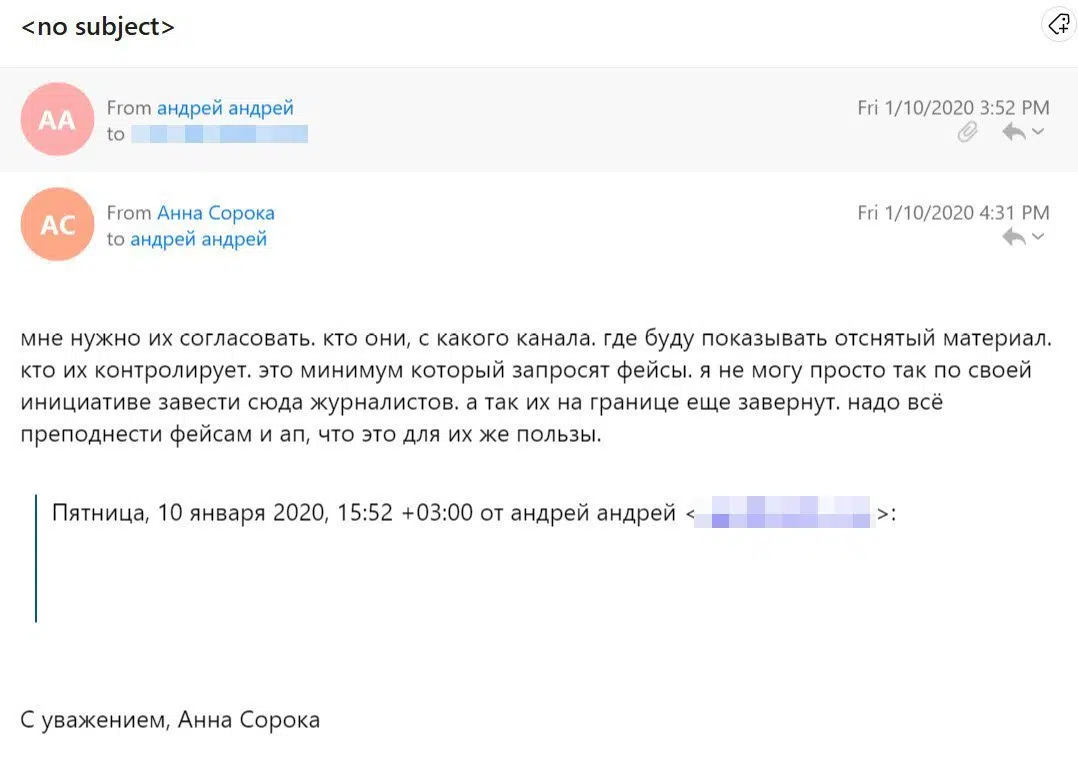 <no subject>
AA
From андрей андрей
Fri 1/10/2020 3:52 PM
to
AC
From Анна Сорока
Fri 1/10/2020 4:31 PM
to андрей андрей
мне нужно их согласовать. кто они, с какого канала. где буду показывать отснятый материал.
кто их контролирует. это минимум который запросят фейсы. я не могу просто так по своей
инициативе завести сюда журналистов. а так их на границе еще завернут. надо всё
преподнести фейсам и ап, что это для их же пользы.
Пятница, 10 января 2020, 15:52 +03:00 от андрей андрей < >:
С уважением, Анна Сорока